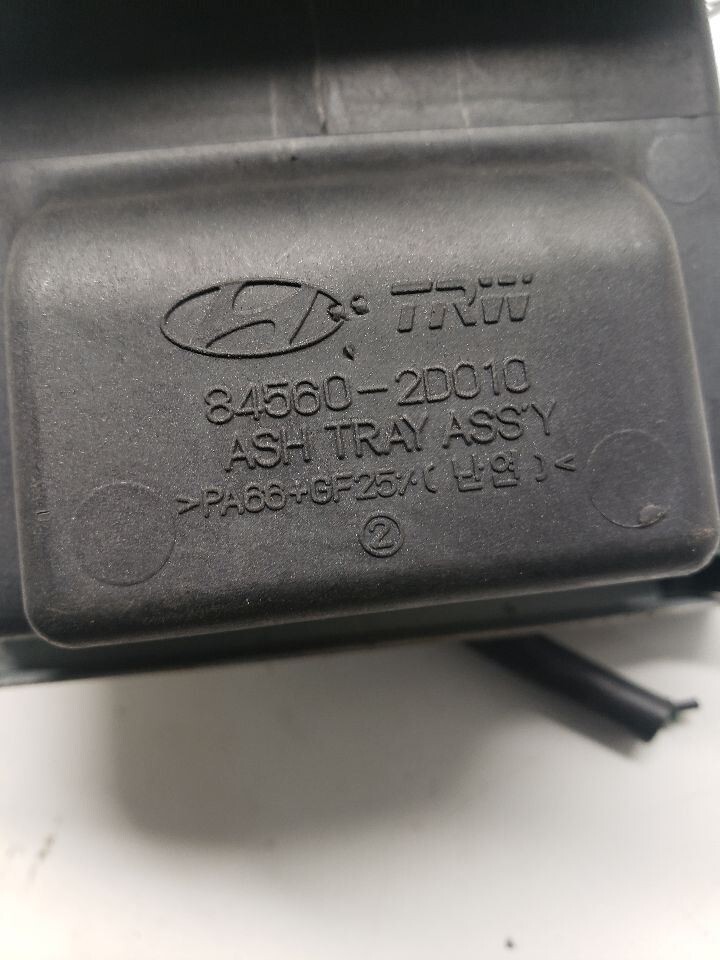 TRW
84560-2D010
ASH TRAY ASS'Y
>PA66+GF25%(난연)<
②